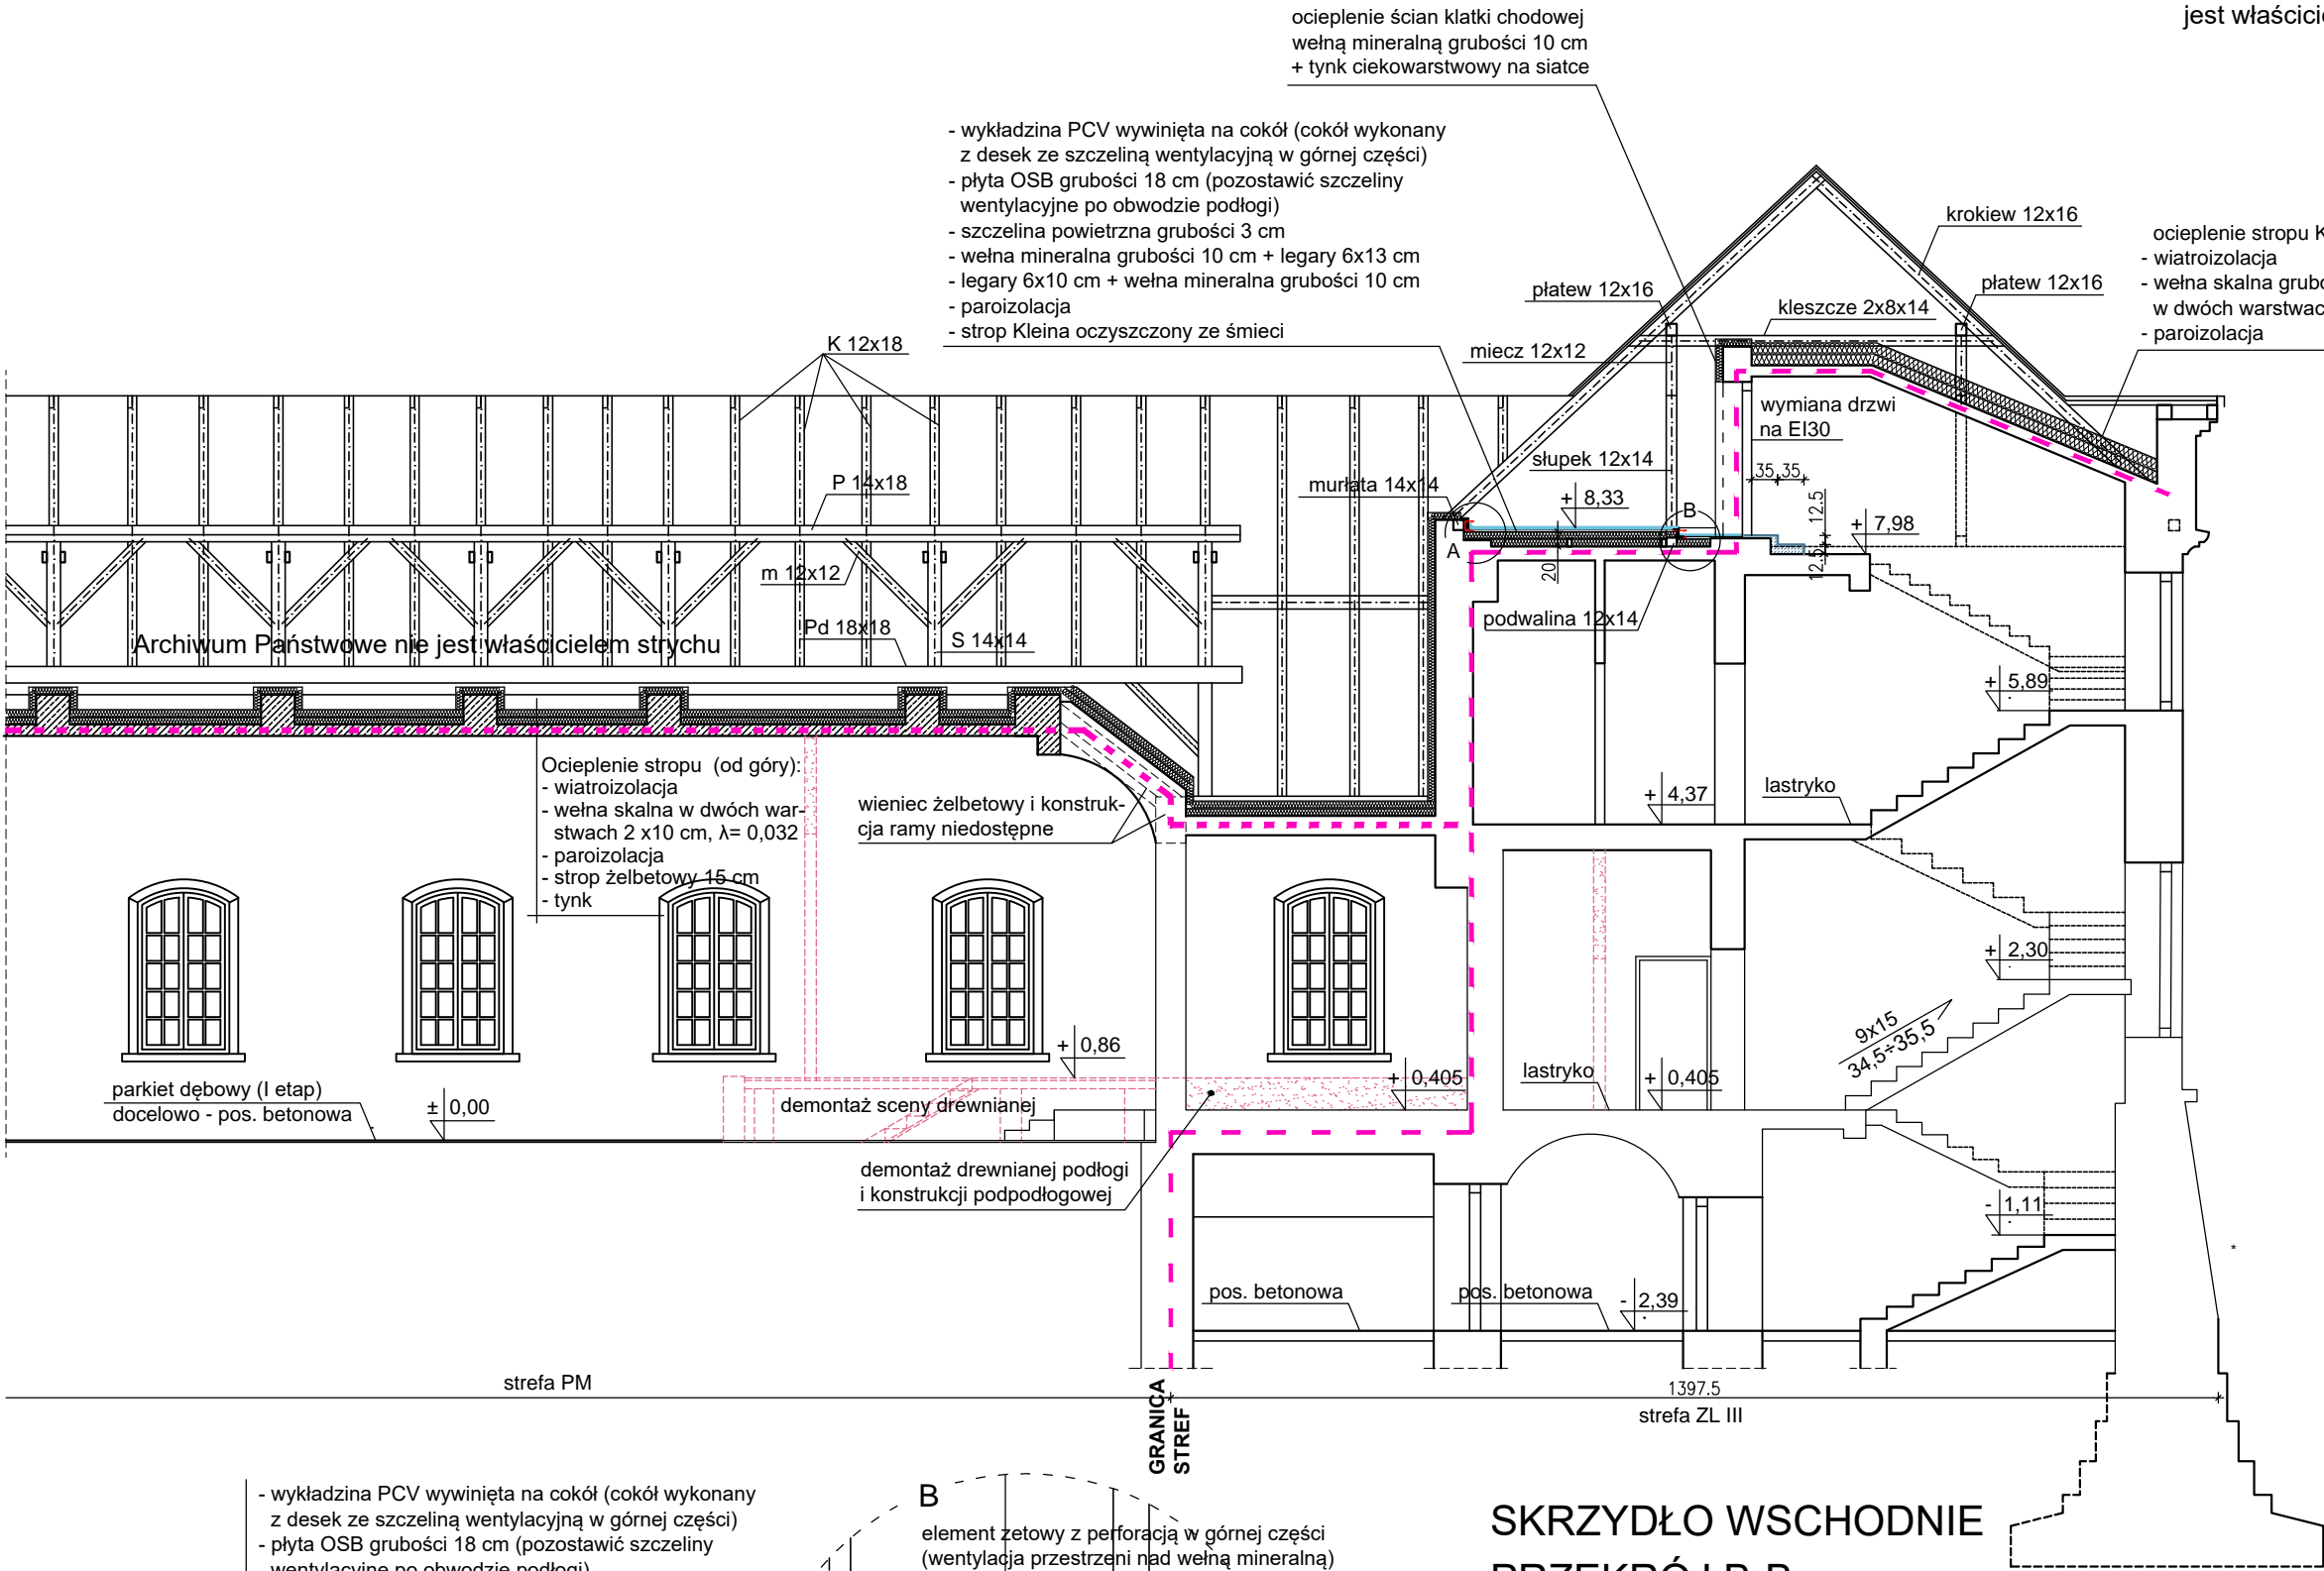 ocieplenie ścian klatki chodowej
wełną mineralną grubości 10 cm
+ tynk ciekowarstwowy na siatce
- wykładzina PCV wywinięta na cokół (cokół wykonany
z desek ze szczeliną wentylacyjną w górnej części)
- płyta OSB grubości 18 cm (pozostawić szczeliny
wentylacyjne po obwodzie podłogi)
- szczelina powietrzna grubości 3 cm
- wełna mineralna grubości 10 cm + legary 6x13 cm
- legary 6x10 cm + wełna mineralna grubości 10 cm
- paroizolacja
- strop Kleina oczyszczony ze śmieci
krokiew 12x16
ocieplenie stropu
- wiatroizolacja
- wełna skalna
w dwóch
- paroizolacja
płatew 12x16
płatew 12x16
kleszcze 2x8x14
miecz 12x12
K 12x18
wymiana drzwi
na EI30
słupek 12x14
35 35
P 14x18
murłata 14x14
+ 8,33
12.5
B
+ 7,98
A
12.5
20
m 12x12
podwalina 12x14
Pd 18x18
S 14x14
Archiwum Państwowe nie jest właścicielem strychu
+ 5,89
Ocieplenie stropu (od góry):
- wiatroizolacja
- wełna skalna w dwóch war-
stwach 2 x10 cm, λ= 0,032
- paroizolacja
- strop żelbetowy 15 cm
- tynk
wieniec żelbetowy i konstruk-
cja ramy niedostępne
+ 4,37
lastryko
+ 2,30
9x15
34,5÷35,5
+ 0,86
+ 0,405
lastryko
+ 0,405
parkiet dębowy (I etap)
docelowo - pos. betonowa
± 0,00
demontaż sceny drewnianej
demontaż drewnianej podłogi
i konstrukcji podpodłogowej
- 1,11
pos. betonowa
pos. betonowa
- 2,39
strefa PM
GRANICA
STREF
1397.5
strefa ZL III
- wykładzina PCV wywinięta na cokół (cokół wykonany
z desek ze szczeliną wentylacyjną w górnej części)
- płyta OSB grubości 18 cm (pozostawić szczeliny
wentylacyjne po obwodzie podłogi)
B
element zetowy z perforacją w górnej części
(wentylacja przestrzeni nad wełną mineralną)
SKRZYDŁO WSCHODNIE
PRZEKRÓJ B-B
jest